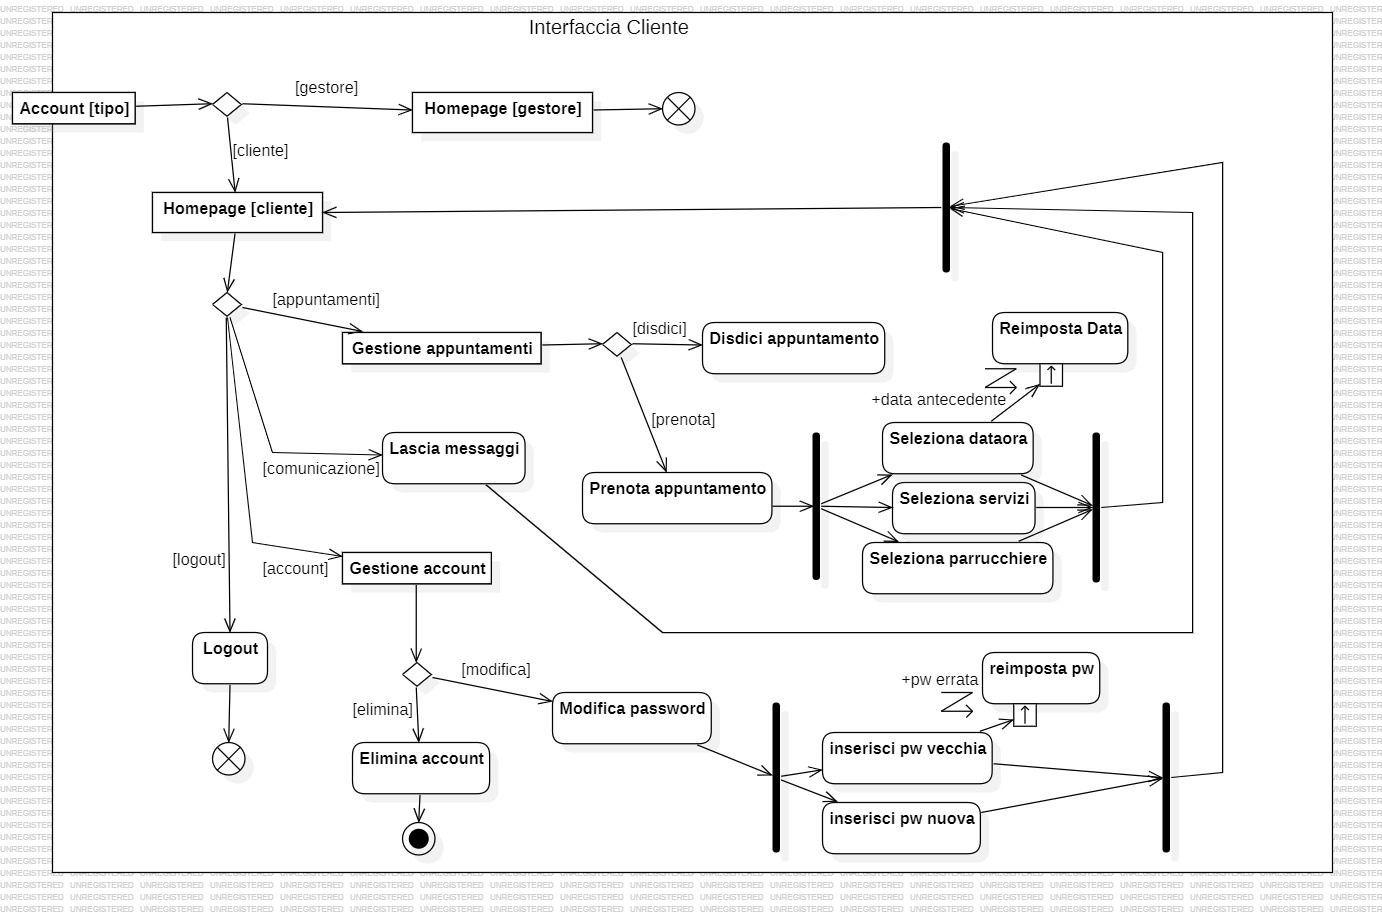 Interfaccia Cliente
[gestore]
Account [tipo]
Homepage [gestore]
[cliente]
Homepage [cliente]
[appuntamenti]
Gestione appuntamenti
[disdici]
Disdici appuntamento
Reimposta Data
+data antecedente
[prenota]
Lascia messaggi
[comunicazione]
Seleziona dataora
Prenota appuntamento
Seleziona servizi
Seleziona parrucchiere
[logout]
[account]
Gestione account
Logout
[modifica]
+pw errata
reimposta pw
[elimina]
Modifica password
Elimina account
inserisci pw vecchia
inserisci pw nuova
UNREGISTERED